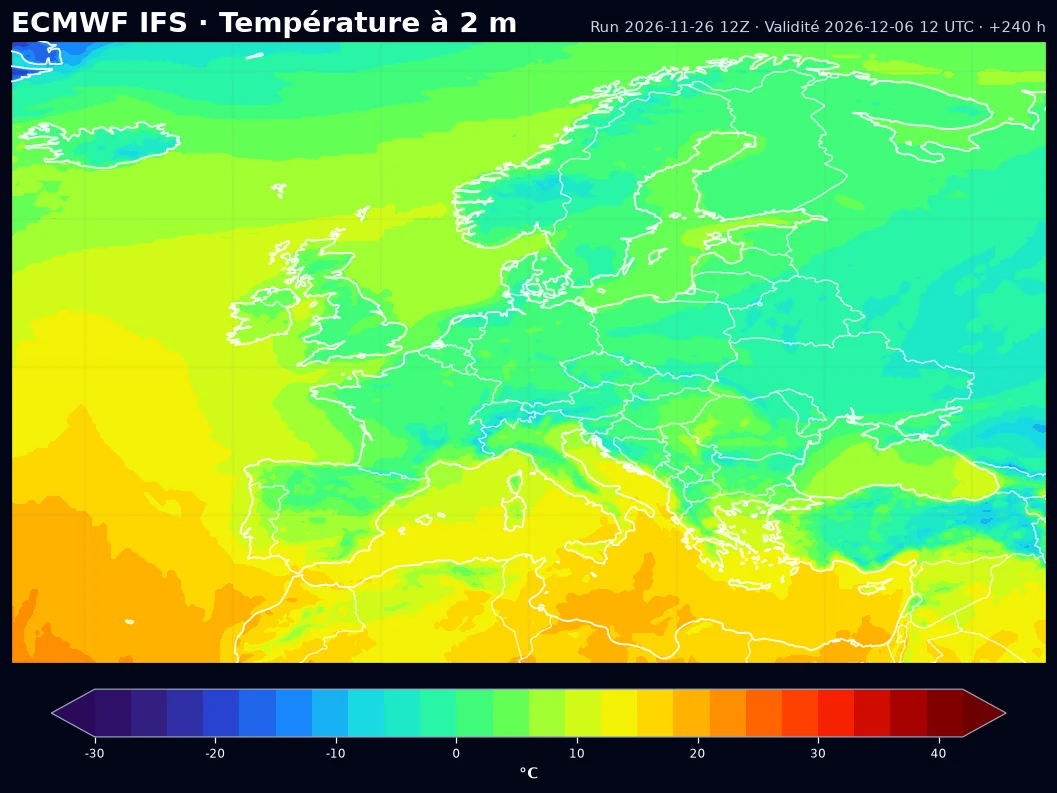 ECMWF IFS · Température à 2 m
Run 2026-11-26 12Z · Validité 2026-12-06 12 UTC · +240 h
-30 -20 -10 0 10 20 30 40
°C